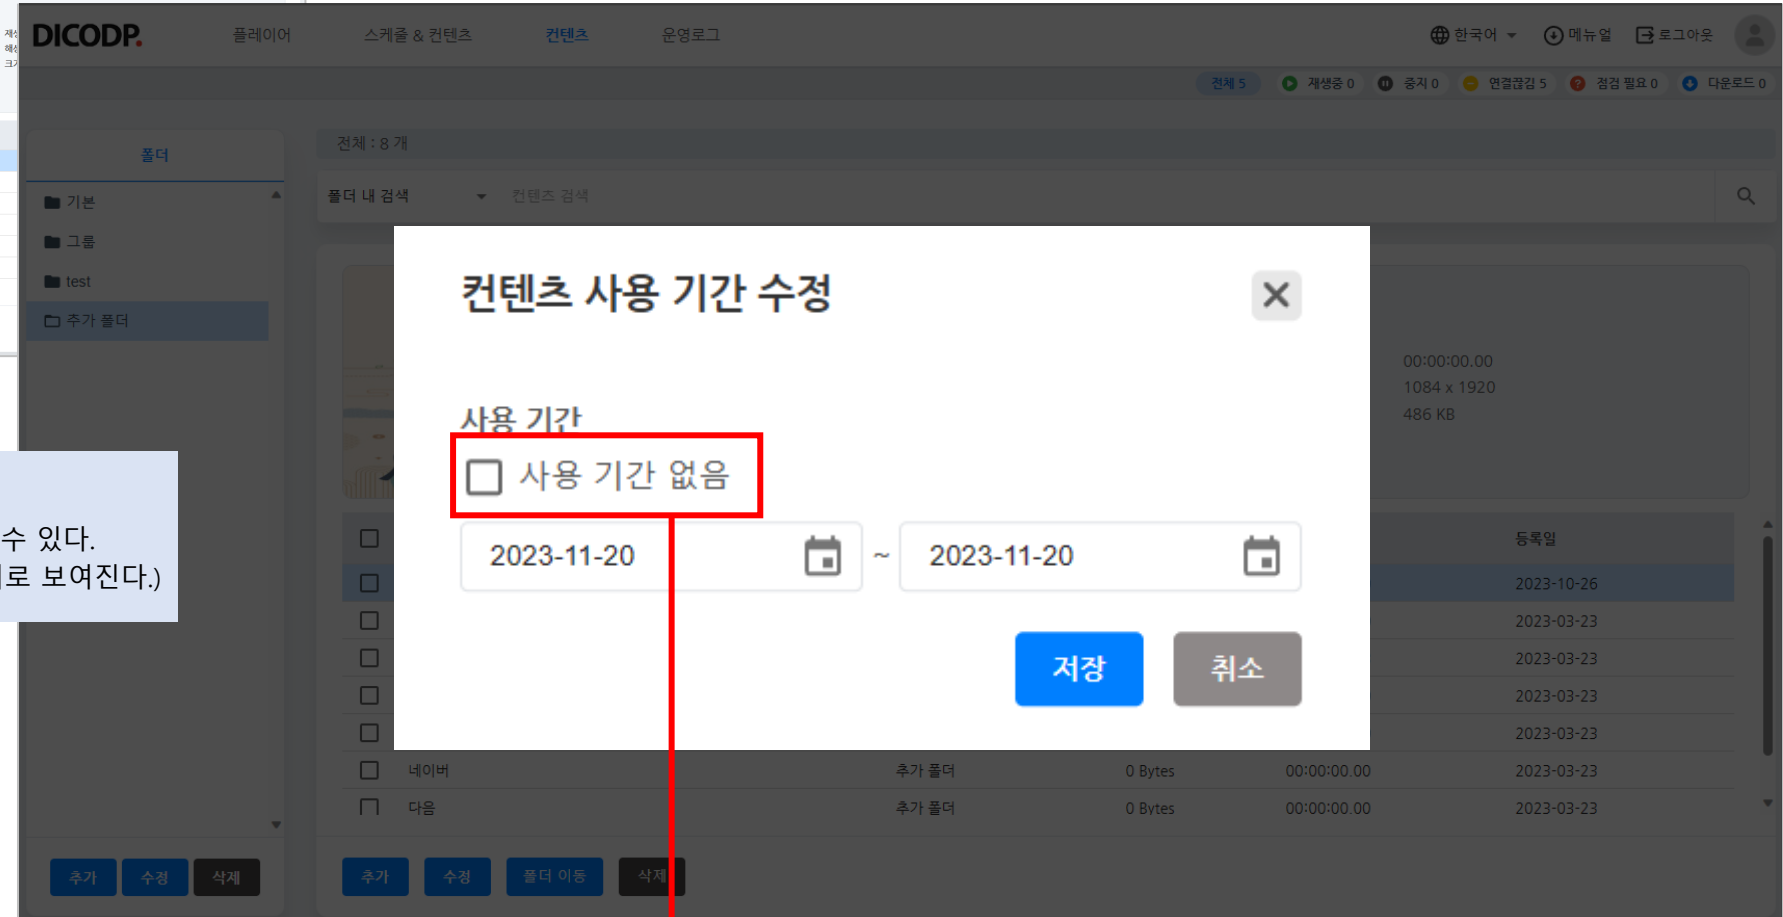 재생
해상
크기
DICODP.
플레이어 스케줄 & 컨텐츠 컨텐츠 운영로그
한국어 메뉴얼 로그아웃
전체 5 재생중 0 중지 0 연결끊김 5 점검 필요 0 다운로드 0
폴더
기본
그룹
test
추가 폴더
전체 : 8 개
폴더 내 검색 컨텐츠 검색
컨텐츠 사용 기간 수정
사용 기간
사용 기간 없음
2023-11-20 ~ 2023-11-20
저장 취소
00:00:00.00
1084 x 1920
486 KB
수 있다.
로 보여진다.)
등록일
2023-10-26
2023-03-23
2023-03-23
2023-03-23
2023-03-23
네이버 추가 폴더 0 Bytes 00:00:00.00 2023-03-23
다음 추가 폴더 0 Bytes 00:00:00.00 2023-03-23
추가 수정 삭제
추가 수정 폴더 이동 삭제